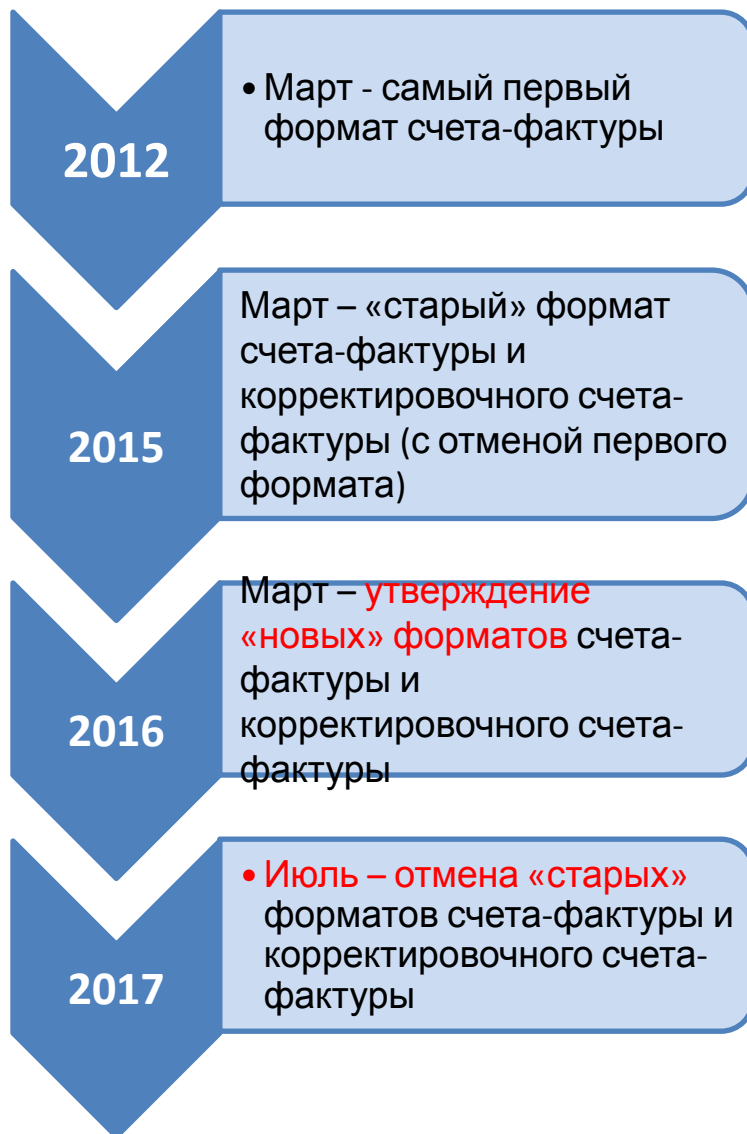 2012
• Март - самый первый
формат счета-фактуры
2015
Март – «старый» формат
счета-фактуры и
корректировочного счета-
фактуры (с отменой первого
формата)
2016
Март – утверждение
«новых» форматов счета-
фактуры и
корректировочного счета-
фактуры
2017
• Июль – отмена «старых»
форматов счета-фактуры и
корректировочного счета-
фактуры